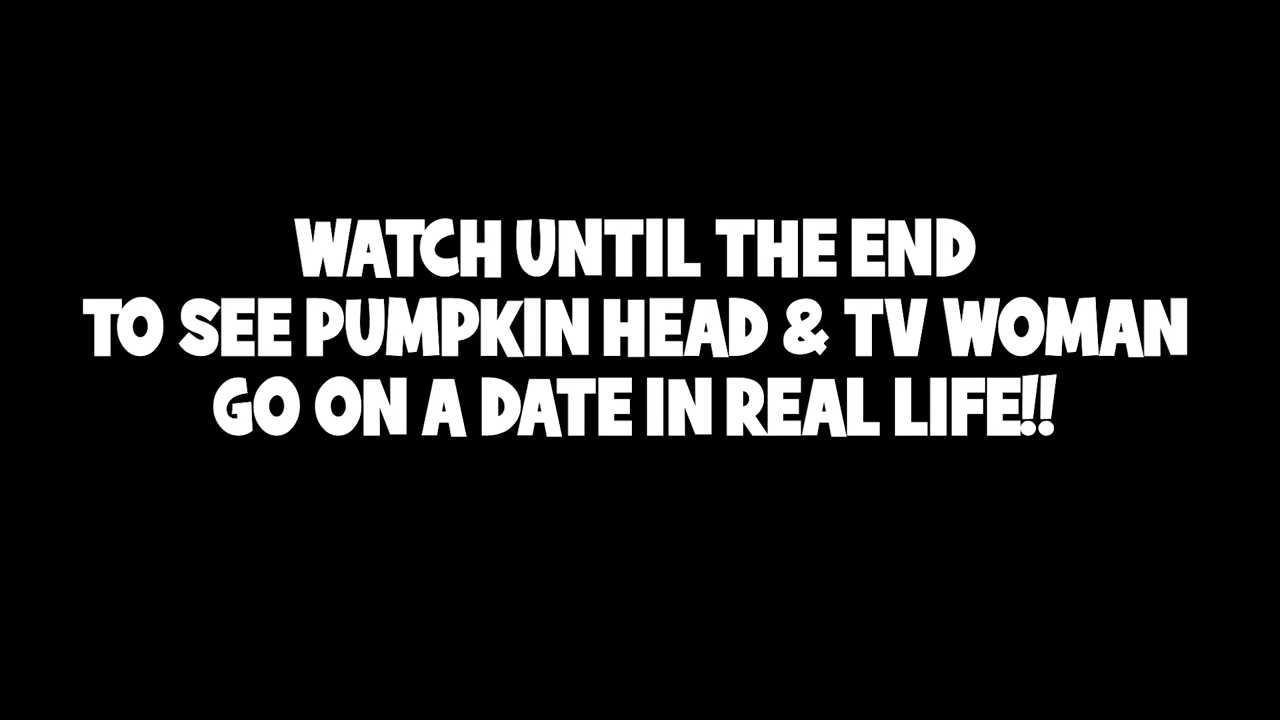 WATCH UNTIL THE END
TO SEE PUMPKIN HEAD & TV WOMAN
GO ON A DATE IN REAL LIFE!!